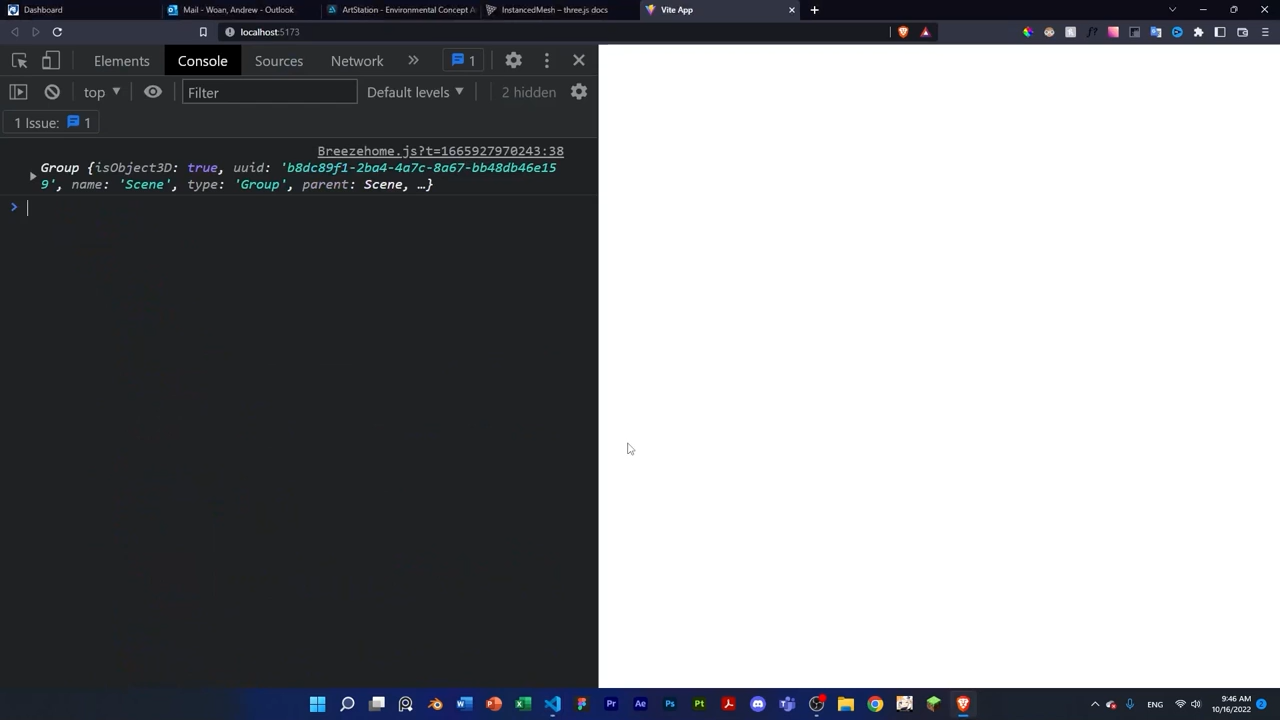 Dashboard
Mail - Woan, Andrew - Outlook
ArtStation - Environmental Concept A
InstancedMesh – three.js docs
Vite App
localhost:5173
Elements
Console
Sources
Network
1
top
Filter
Default levels
2 hidden
1 Issue: 1
Breezehome.js?t=1665927970243:38
Group {isObject3D: true, uuid: 'b8dc89f1-2ba4-4a7c-8a67-bb48db46e15
9', name: 'Scene', type: 'Group', parent: Scene, …}
ENG
9:46 AM
10/16/2022